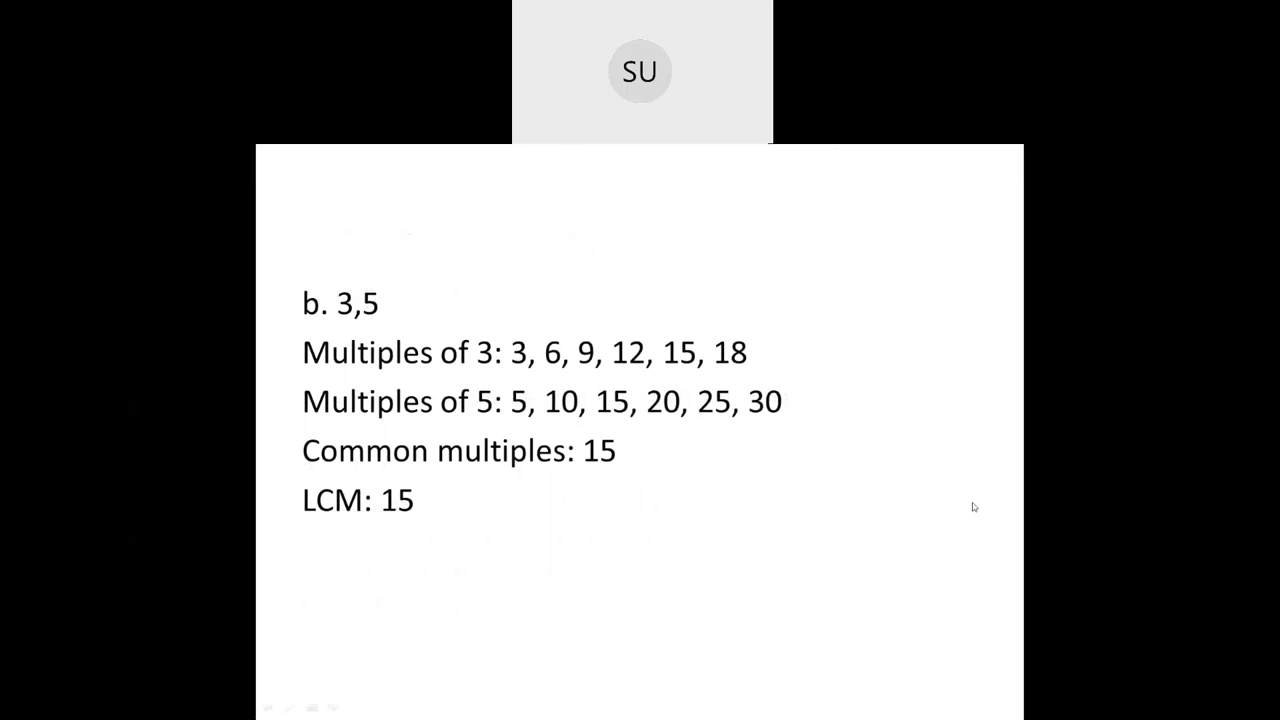 SU
b. 3,5
Multiples of 3: 3, 6, 9, 12, 15, 18
Multiples of 5: 5, 10, 15, 20, 25, 30
Common multiples: 15
LCM: 15